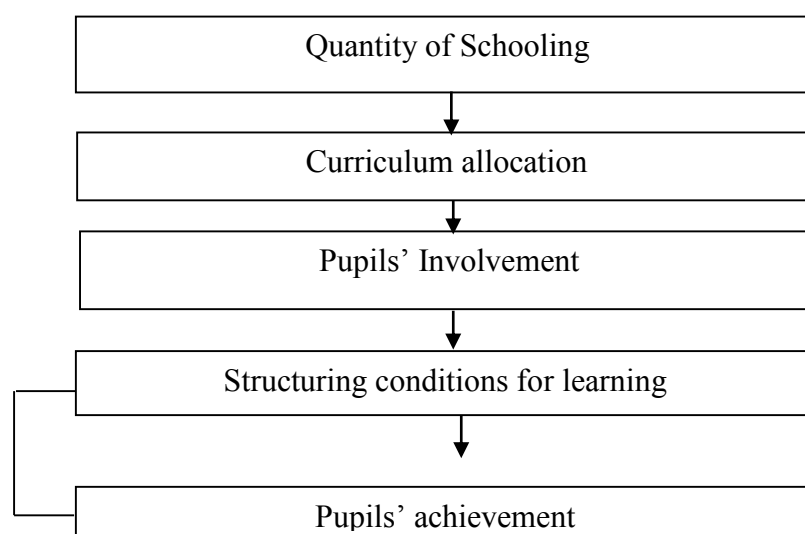 Quantity of Schooling
Curriculum allocation
Pupils’ Involvement
Structuring conditions for learning
Pupils’ achievement